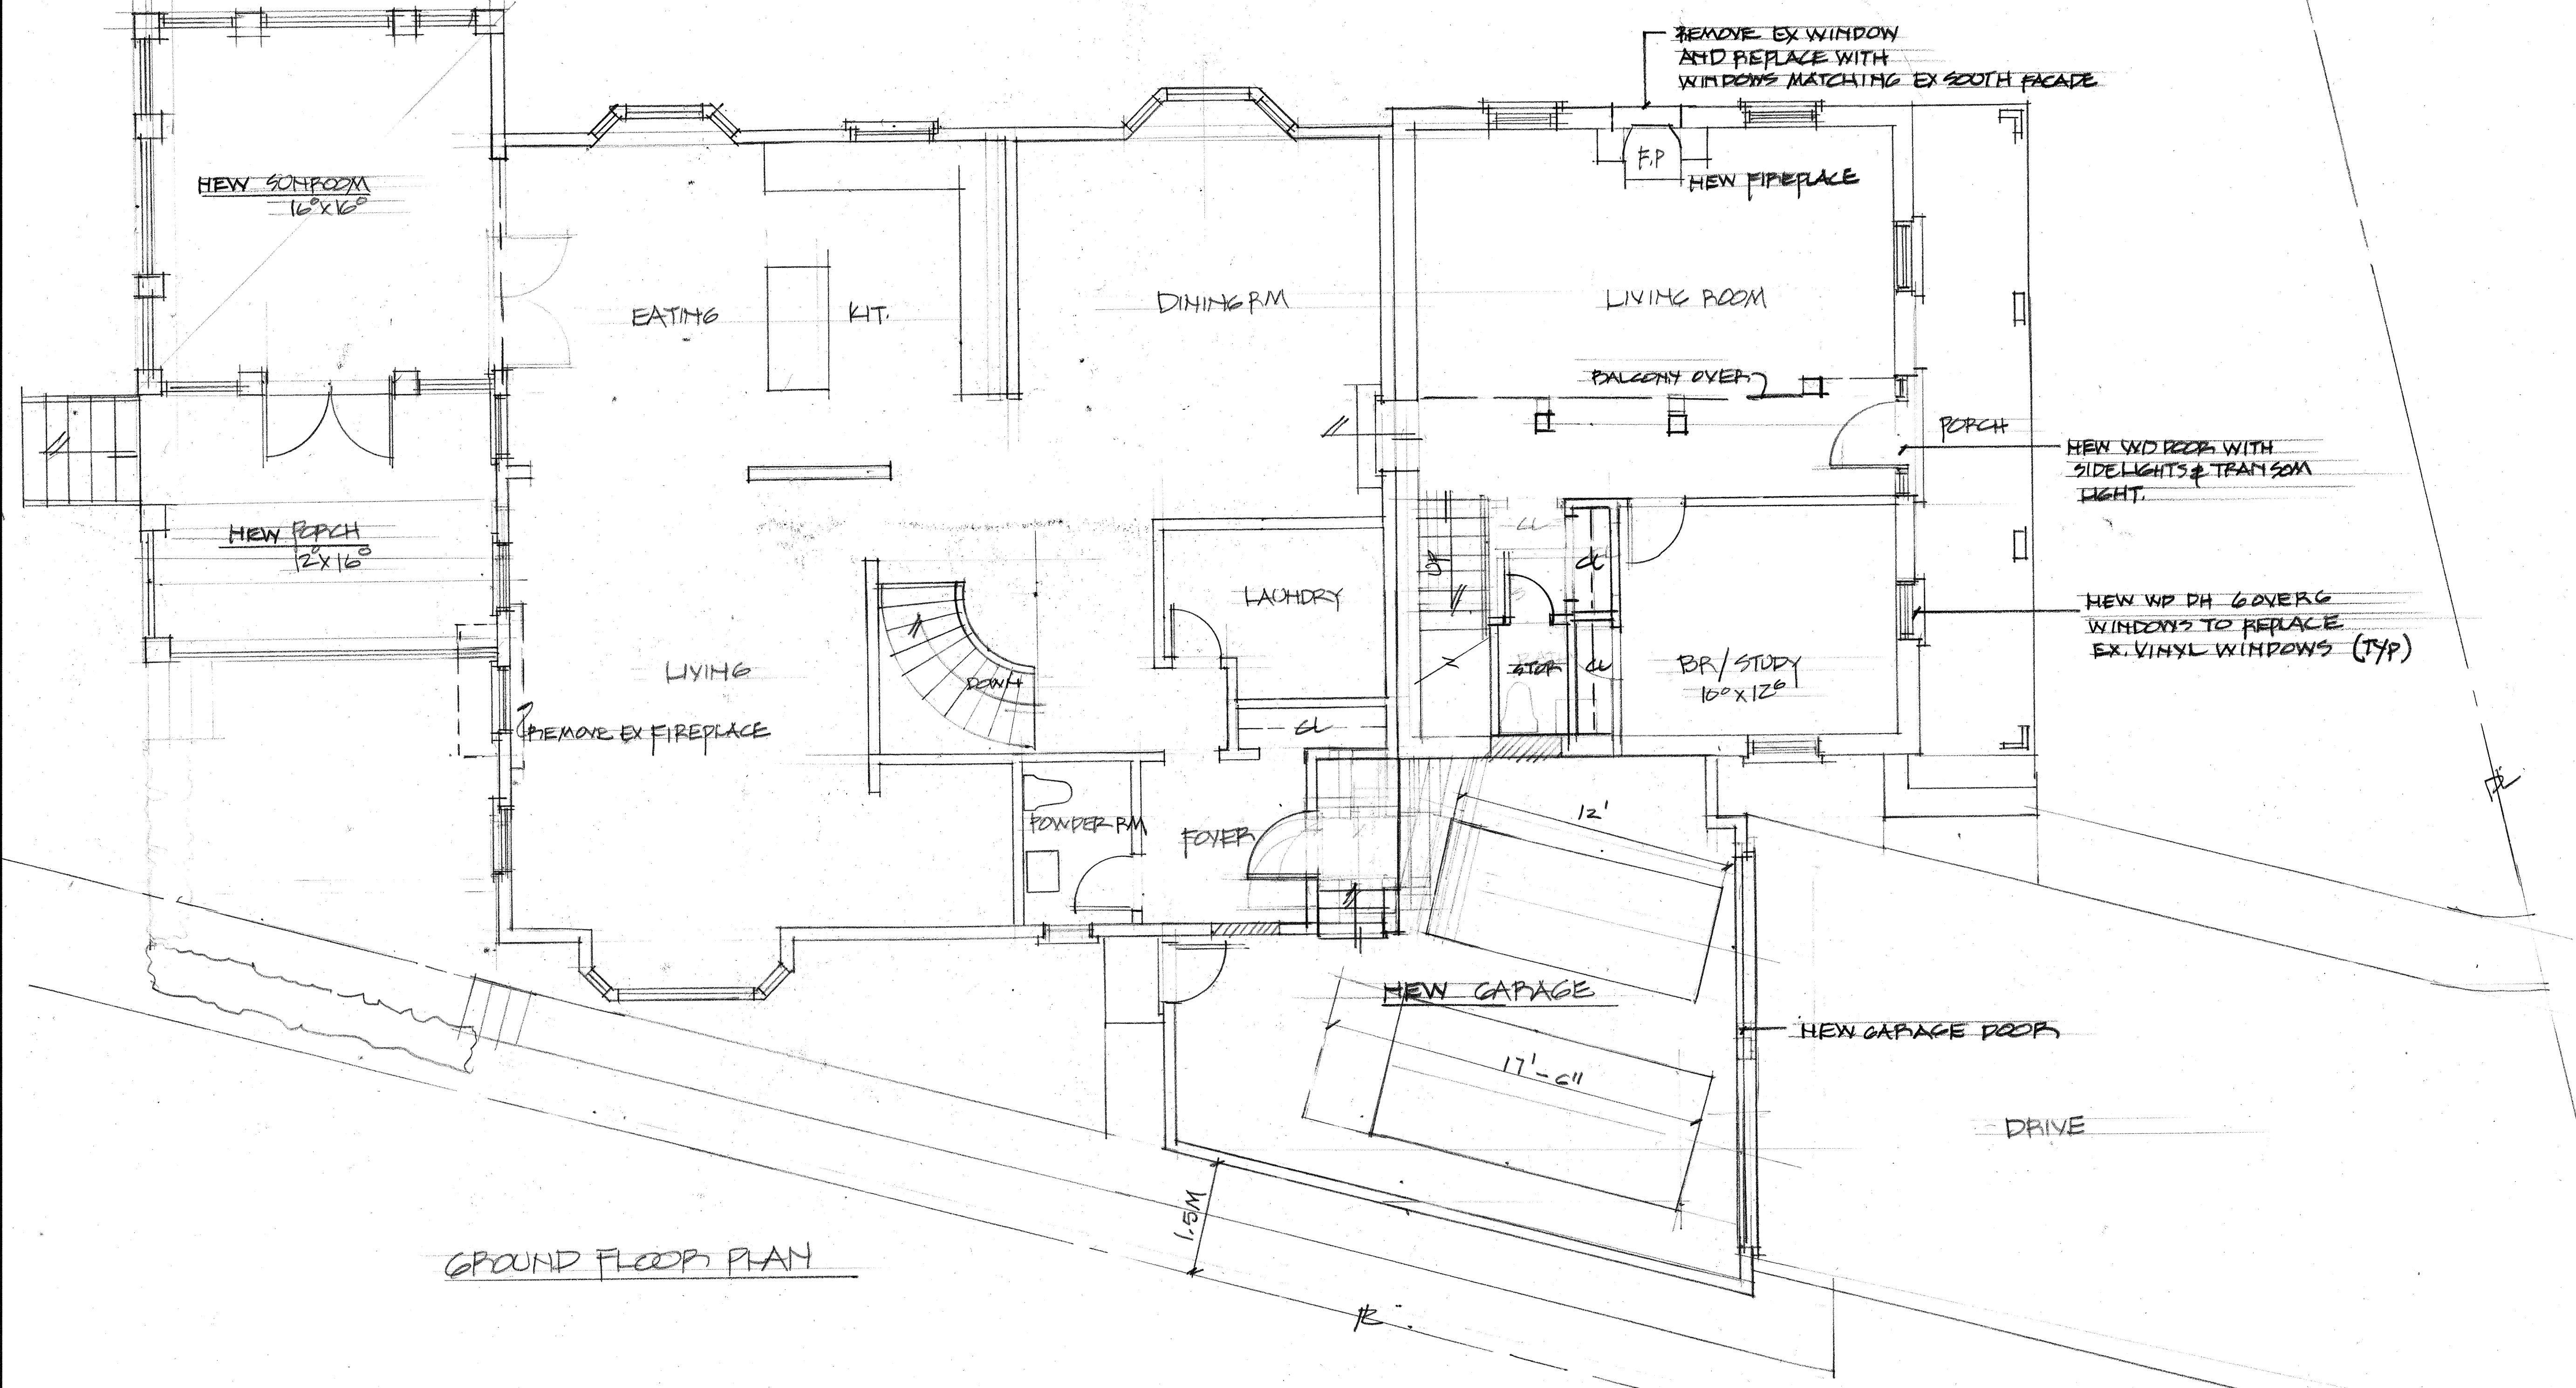 REMOVE EX WINDOW
AND REPLACE WITH
WINDOWS MATCHING EX SOUTH FACADE
F.P
NEW FIREPLACE
NEW SUNROOM
16⁰X16⁰
EATING
KIT.
DINING RM
LIVING ROOM
BALCONY OVER
PORCH
NEW WD DOOR WITH
SIDELIGHTS & TRANSOM
LIGHT.
NEW PORCH
12⁰X16⁰
CL
CL
UP
LAUNDRY
NEW WD DH 6 OVER 6
WINDOWS TO REPLACE
EX. VINYL WINDOWS (TYP)
LIVING
DOWN
STOR
CL
BR/STUDY
10⁰X12⁶
REMOVE EX FIREPLACE
CL
POWDER RM
FOYER
12'
NEW GARAGE
NEW GARAGE DOOR
17'-6"
DRIVE
1.5M
GROUND FLOOR PLAN
PL
PL